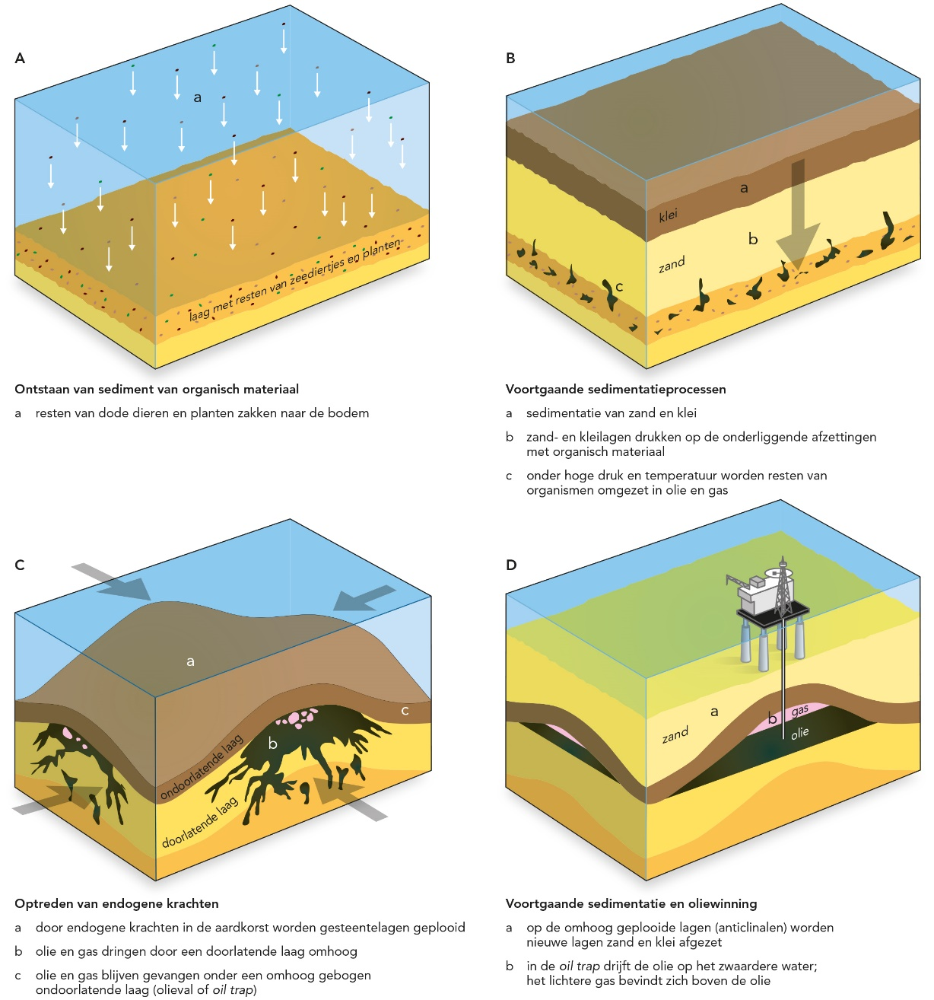 A
a
laag met resten van zeediertjes en planten
Ontstaan van sediment van organisch materiaal
a resten van dode dieren en planten zakken naar de bodem
B
a
klei
b
zand
c
Voortgaande sedimentatieprocessen
a sedimentatie van zand en klei
b zand- en kleilagen drukken op de onderliggende afzettingen
met organisch materiaal
c onder hoge druk en temperatuur worden resten van
organismen omgezet in olie en gas
C
a
c
b
ondoorlatende laag
doorlatende laag
Optreden van endogene krachten
a door endogene krachten in de aardkorst worden gesteentelagen geplooid
b olie en gas dringen door een doorlatende laag omhoog
c olie en gas blijven gevangen onder een omhoog gebogen
ondoorlatende laag (olieval of oil trap)
D
a
b
gas
zand
olie
Voortgaande sedimentatie en oliewinning
a op de omhoog geplooide lagen (anticlinalen) worden
nieuwe lagen zand en klei afgezet
b in de oil trap drijft de olie op het zwaardere water;
het lichtere gas bevindt zich boven de olie